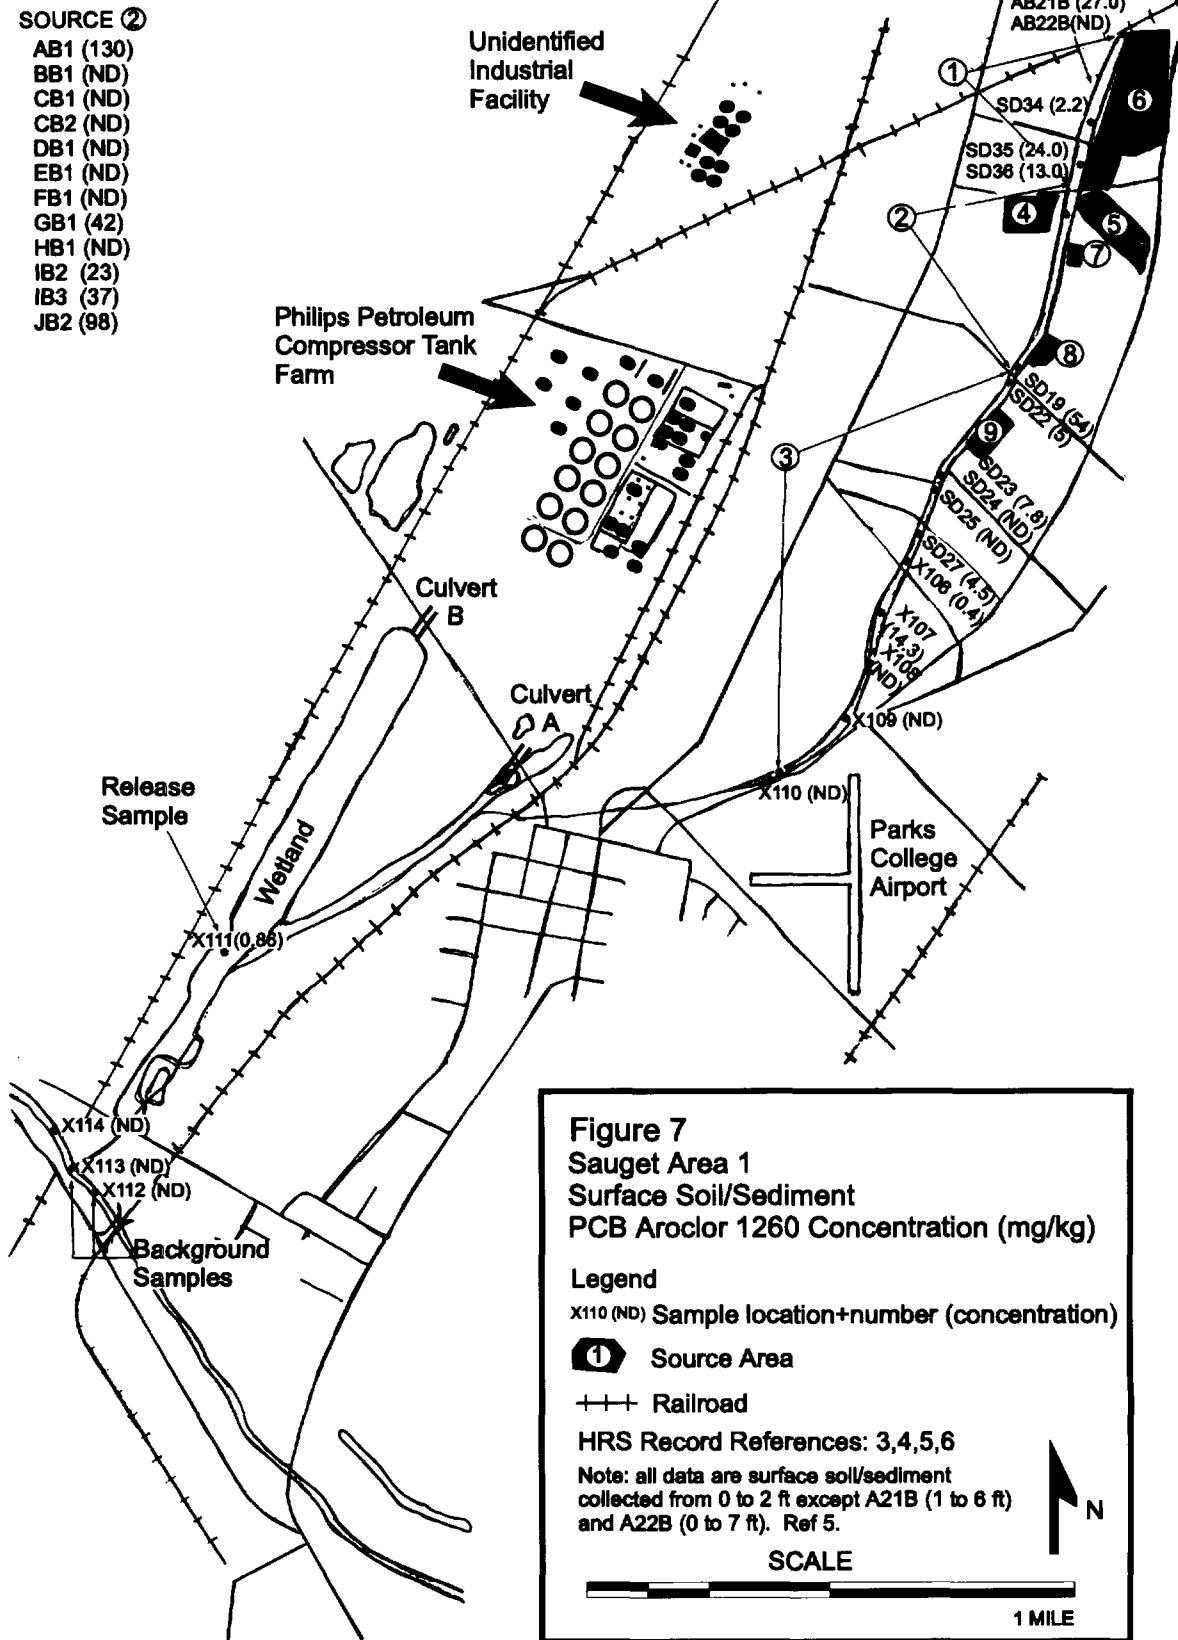 SOURCE ②
AB1 (130)
BB1 (ND)
CB1 (ND)
CB2 (ND)
DB1 (ND)
EB1 (ND)
FB1 (ND)
GB1 (42)
HB1 (ND)
IB2 (23)
IB3 (37)
JB2 (98)
Unidentified
Industrial
Facility
AB21B (27.0)
AB22B(ND)
①
⑥
SD34 (2.2)
SD35 (24.0)
SD36 (13.0)
②
④
⑤
⑦
Philips Petroleum
Compressor Tank
Farm
⑧
SD19 (54)
SD22 (5)
⑨
③
SD23 (7.8)
SD24 (ND)
SD25 (ND)
SD27 (4.5)
X106 (0.4)
X107
(14.3)
X108
(ND)
Culvert
B
Culvert
A
X109 (ND)
X110 (ND)
Release
Sample
Wetland
Parks
College
Airport
X111(0.86)
X114 (ND)
X113 (ND)
X112 (ND)
Background
Samples
Figure 7
Sauget Area 1
Surface Soil/Sediment
PCB Aroclor 1260 Concentration (mg/kg)
Legend
X110 (ND) Sample location+number (concentration)
① Source Area
Railroad
HRS Record References: 3,4,5,6
Note: all data are surface soil/sediment
collected from 0 to 2 ft except A21B (1 to 6 ft)
and A22B (0 to 7 ft). Ref 5.
N
SCALE
1 MILE